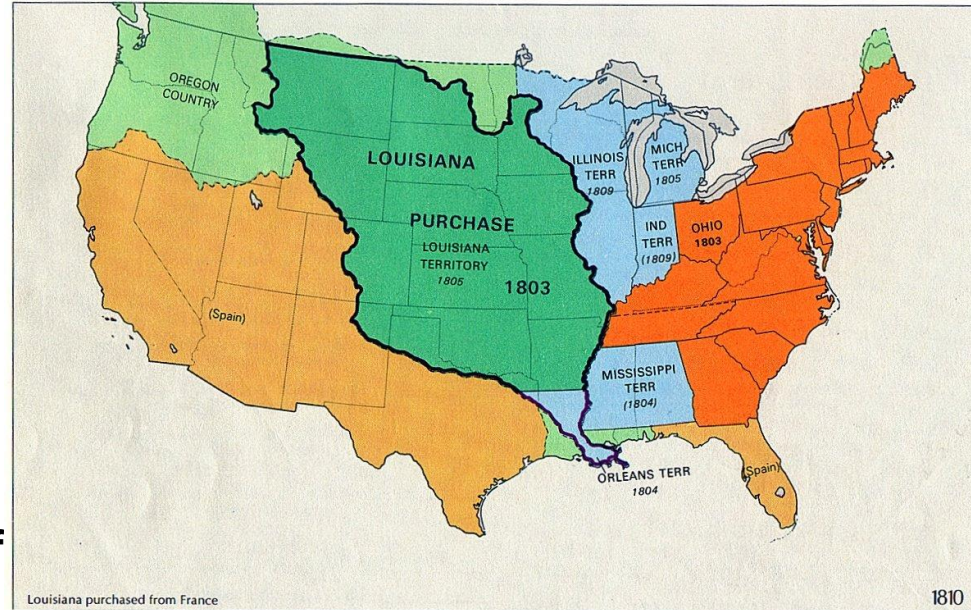 OREGON
COUNTRY
LOUISIANA
PURCHASE
LOUISIANA
TERRITORY
1805
1803
ILLINOIS
TERR
1809
MICH
TERR
1805
IND
TERR
(1809)
OHIO
1803
(Spain)
MISSISSIPPI
TERR
(1804)
ORLEANS TERR
1804
(Spain)
Louisiana purchased from France
1810